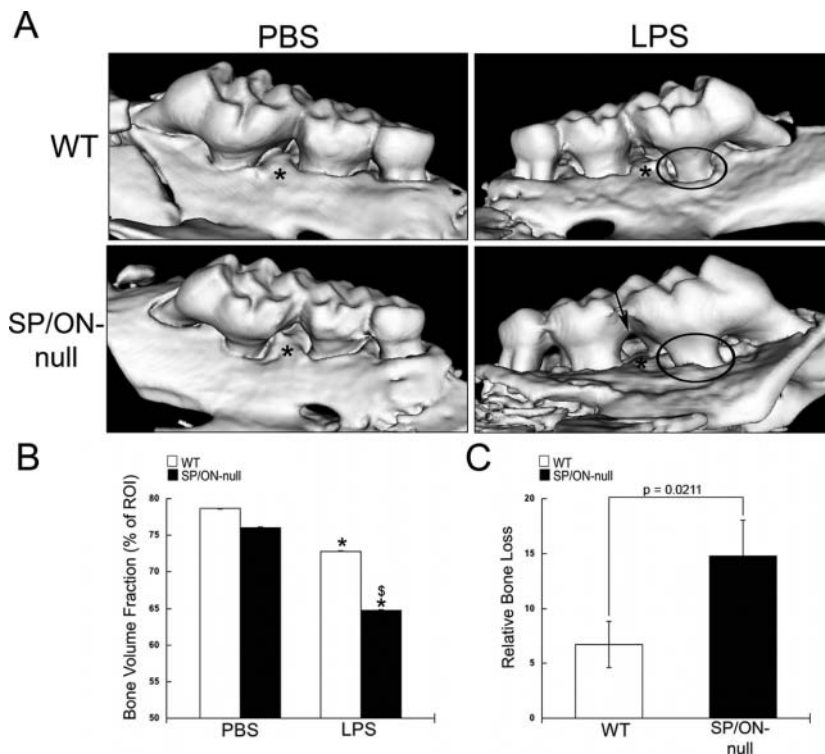 A
PBS
LPS
WT
*
*
SP/ON-
null
*
*
B
WT
SP/ON-null
Bone Volume Fraction (% of ROI)
80
75
70
65
60
55
50
*
$
*
PBS
LPS
C
WT
SP/ON-null
p = 0.0211
Relative Bone Loss
20
15
10
5
0
WT
SP/ON-
null